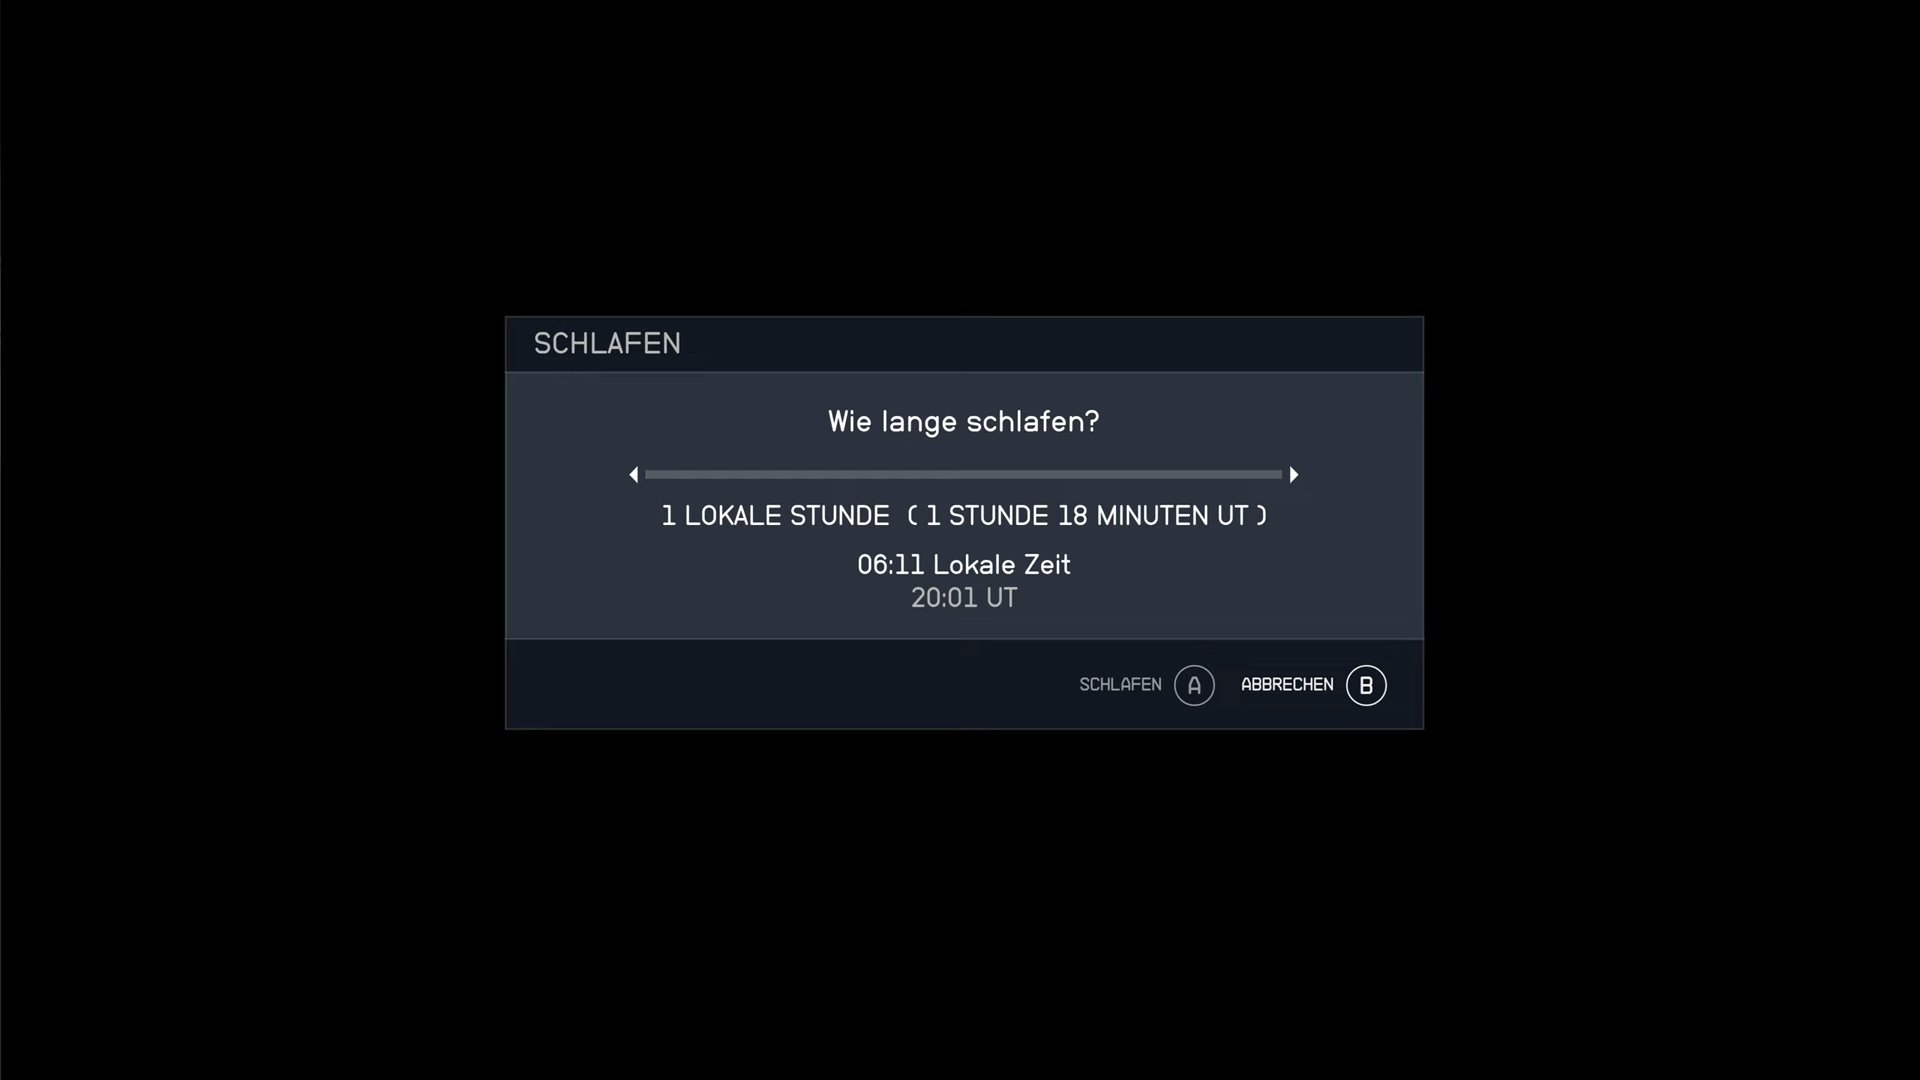 SCHLAFEN
Wie lange schlafen?
1 LOKALE STUNDE ( 1 STUNDE 18 MINUTEN UT )
06:11 Lokale Zeit
20:01 UT
SCHLAFEN A ABBRECHEN B